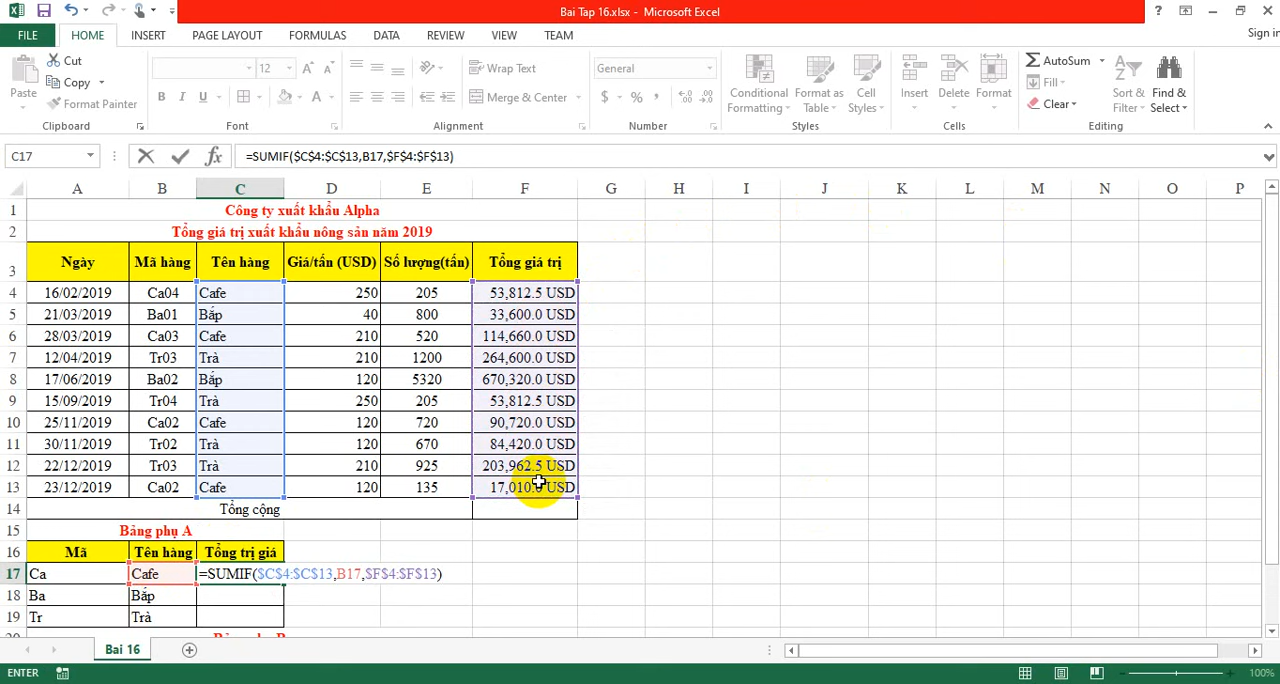 Bai Tap 16.xlsx - Microsoft Excel
FILE HOME INSERT PAGE LAYOUT FORMULAS DATA REVIEW VIEW TEAM Sign in
Paste Cut Copy Format Painter Clipboard
12 B I U A Font
Wrap Text Merge & Center Alignment
General $ % , Number
Conditional Formatting Format as Table Cell Styles Styles
Insert Delete Format Cells
AutoSum Fill Clear Sort & Filter Find & Select Editing
C17 fx =SUMIF($C$4:$C$13,B17,$F$4:$F$13)
A B C D E F G H I J K L M N O P
1 Công ty xuất khẩu Alpha
2 Tổng giá trị xuất khẩu nông sản năm 2019
3 Ngày Mã hàng Tên hàng Giá/tấn (USD) Số lượng(tấn) Tổng giá trị
4 16/02/2019 Ca04 Cafe 250 205 53,812.5 USD
5 21/03/2019 Ba01 Bắp 40 800 33,600.0 USD
6 28/03/2019 Ca03 Cafe 210 520 114,660.0 USD
7 12/04/2019 Tr03 Trà 210 1200 264,600.0 USD
8 17/06/2019 Ba02 Bắp 120 5320 670,320.0 USD
9 15/09/2019 Tr04 Trà 250 205 53,812.5 USD
10 25/11/2019 Ca02 Cafe 120 720 90,720.0 USD
11 30/11/2019 Tr02 Trà 120 670 84,420.0 USD
12 22/12/2019 Tr03 Trà 210 925 203,962.5 USD
13 23/12/2019 Ca02 Cafe 120 135 17,010.0 USD
14 Tổng cộng
15 Bảng phụ A
16 Mã Tên hàng Tổng trị giá
17 Ca Cafe =SUMIF($C$4:$C$13,B17,$F$4:$F$13)
18 Ba Bắp
19 Tr Trà
20 Bảng phụ B
Bai 16
ENTER 100%